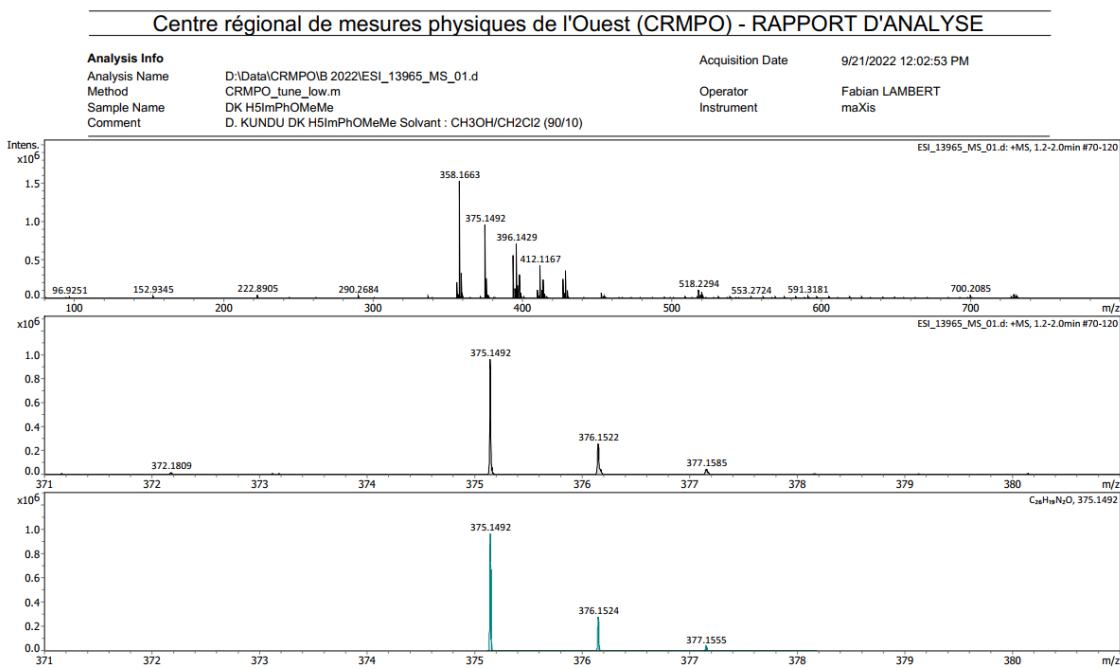 Centre régional de mesures physiques de l'Ouest (CRMPO) - RAPPORT D'ANALYSE
Analysis Info
Acquisition Date 9/21/2022 12:02:53 PM
Analysis Name D:\Data\CRMPO\B 2022\ESI_13965_MS_01.d
Method CRMPO_tune_low.m
Operator Fabian LAMBERT
Sample Name DK H5ImPhOMeMe
Instrument maXis
Comment D. KUNDU DK H5ImPhOMeMe Solvant : CH3OH/CH2Cl2 (90/10)
Intens.
x10⁶
ESI_13965_MS_01.d: +MS, 1.2-2.0min #70-120
358.1663
1.5
375.1492
1.0
396.1429
412.1167
0.5
518.2294
96.9251 152.9345 222.8905 290.2684 553.2724 591.3181 700.2085
0.0
100 200 300 400 500 600 700 m/z
x10⁶
ESI_13965_MS_01.d: +MS, 1.2-2.0min #70-120
375.1492
1.0
0.8
0.6
376.1522
0.4
0.2
372.1809 377.1585
0.0
371 372 373 374 375 376 377 378 379 380 m/z
x10⁶
C₂₆H₁₉N₂O, 375.1492
375.1492
1.0
0.8
0.6
0.4
376.1524
0.2
377.1555
0.0
371 372 373 374 375 376 377 378 379 380 m/z